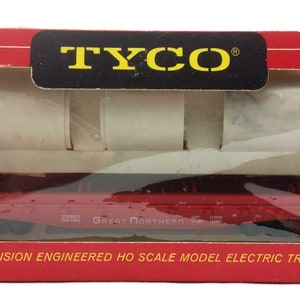 TYCO®
GREAT NORTHERN
ISION ENGINEERED HO SCALE MODEL ELECTRIC TR